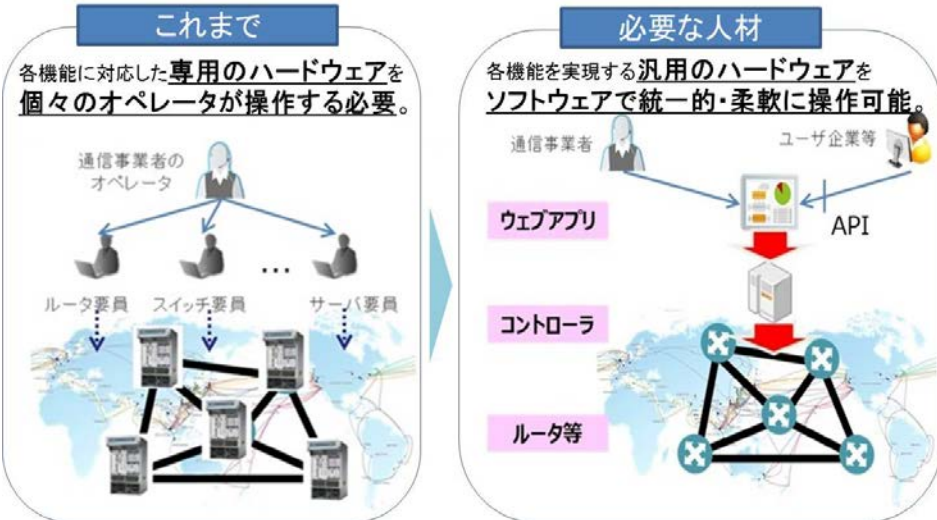 これまで
各機能に対応した専用のハードウェアを
個々のオペレータが操作する必要。
通信事業者の
オペレータ
・・・
ルータ要員
スイッチ要員
サーバ要員
必要な人材
各機能を実現する汎用のハードウェアを
ソフトウェアで統一的・柔軟に操作可能。
通信事業者
ユーザ企業等
ウェブアプリ
API
コントローラ
ルータ等